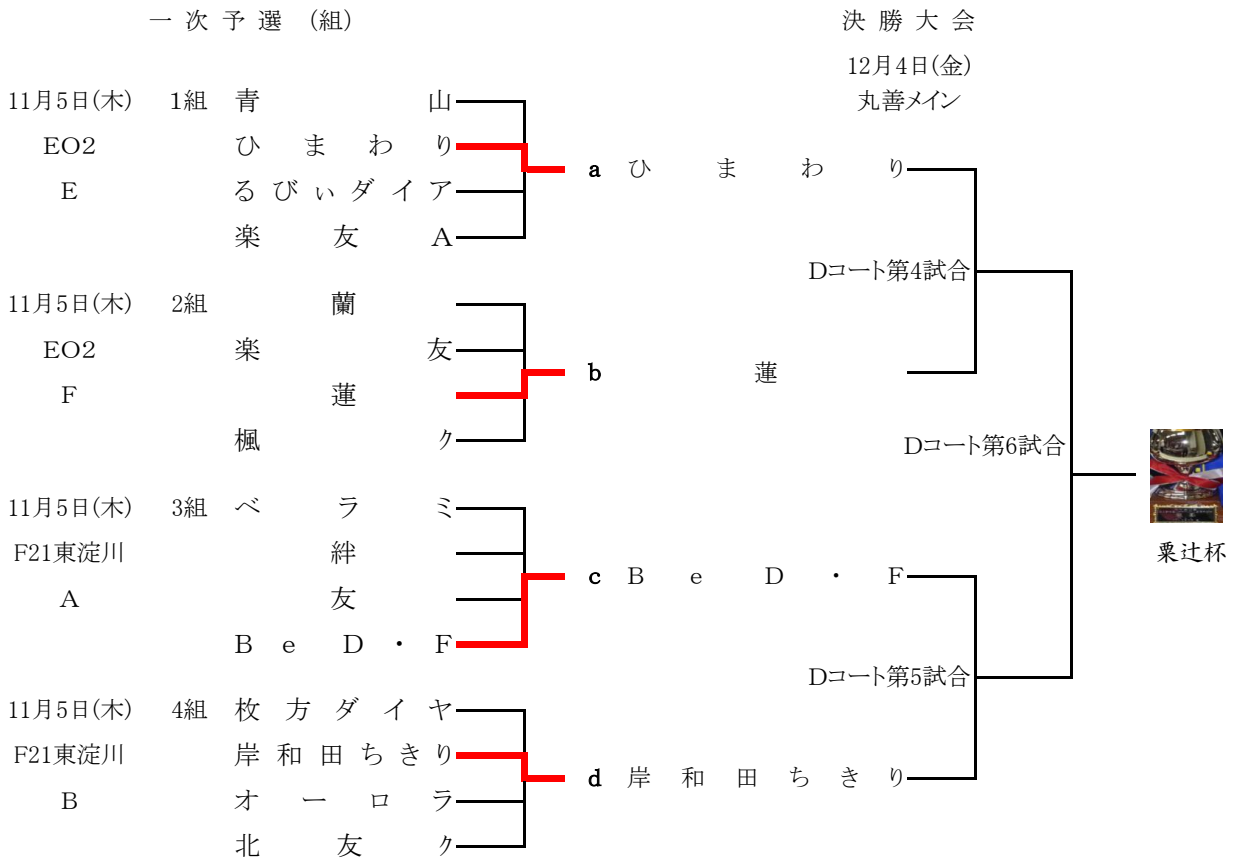 一次予選 (組)
決勝大会
12月4日(金)
丸善メイン
11月5日(木) 1組 青山
EO2 ひまわり
E るびぃダイア
楽友A
a ひまわり
Dコート第4試合
11月5日(木) 2組 蘭
EO2 楽友
F 蓮
楓ク
b 蓮
Dコート第6試合
粟辻杯
11月5日(木) 3組 ベラミ
F21東淀川 絆
A 友
BeD・F
c BeD・F
Dコート第5試合
11月5日(木) 4組 枚方ダイヤ
F21東淀川 岸和田ちきり
B オーロラ
北友ク
d 岸和田ちきり